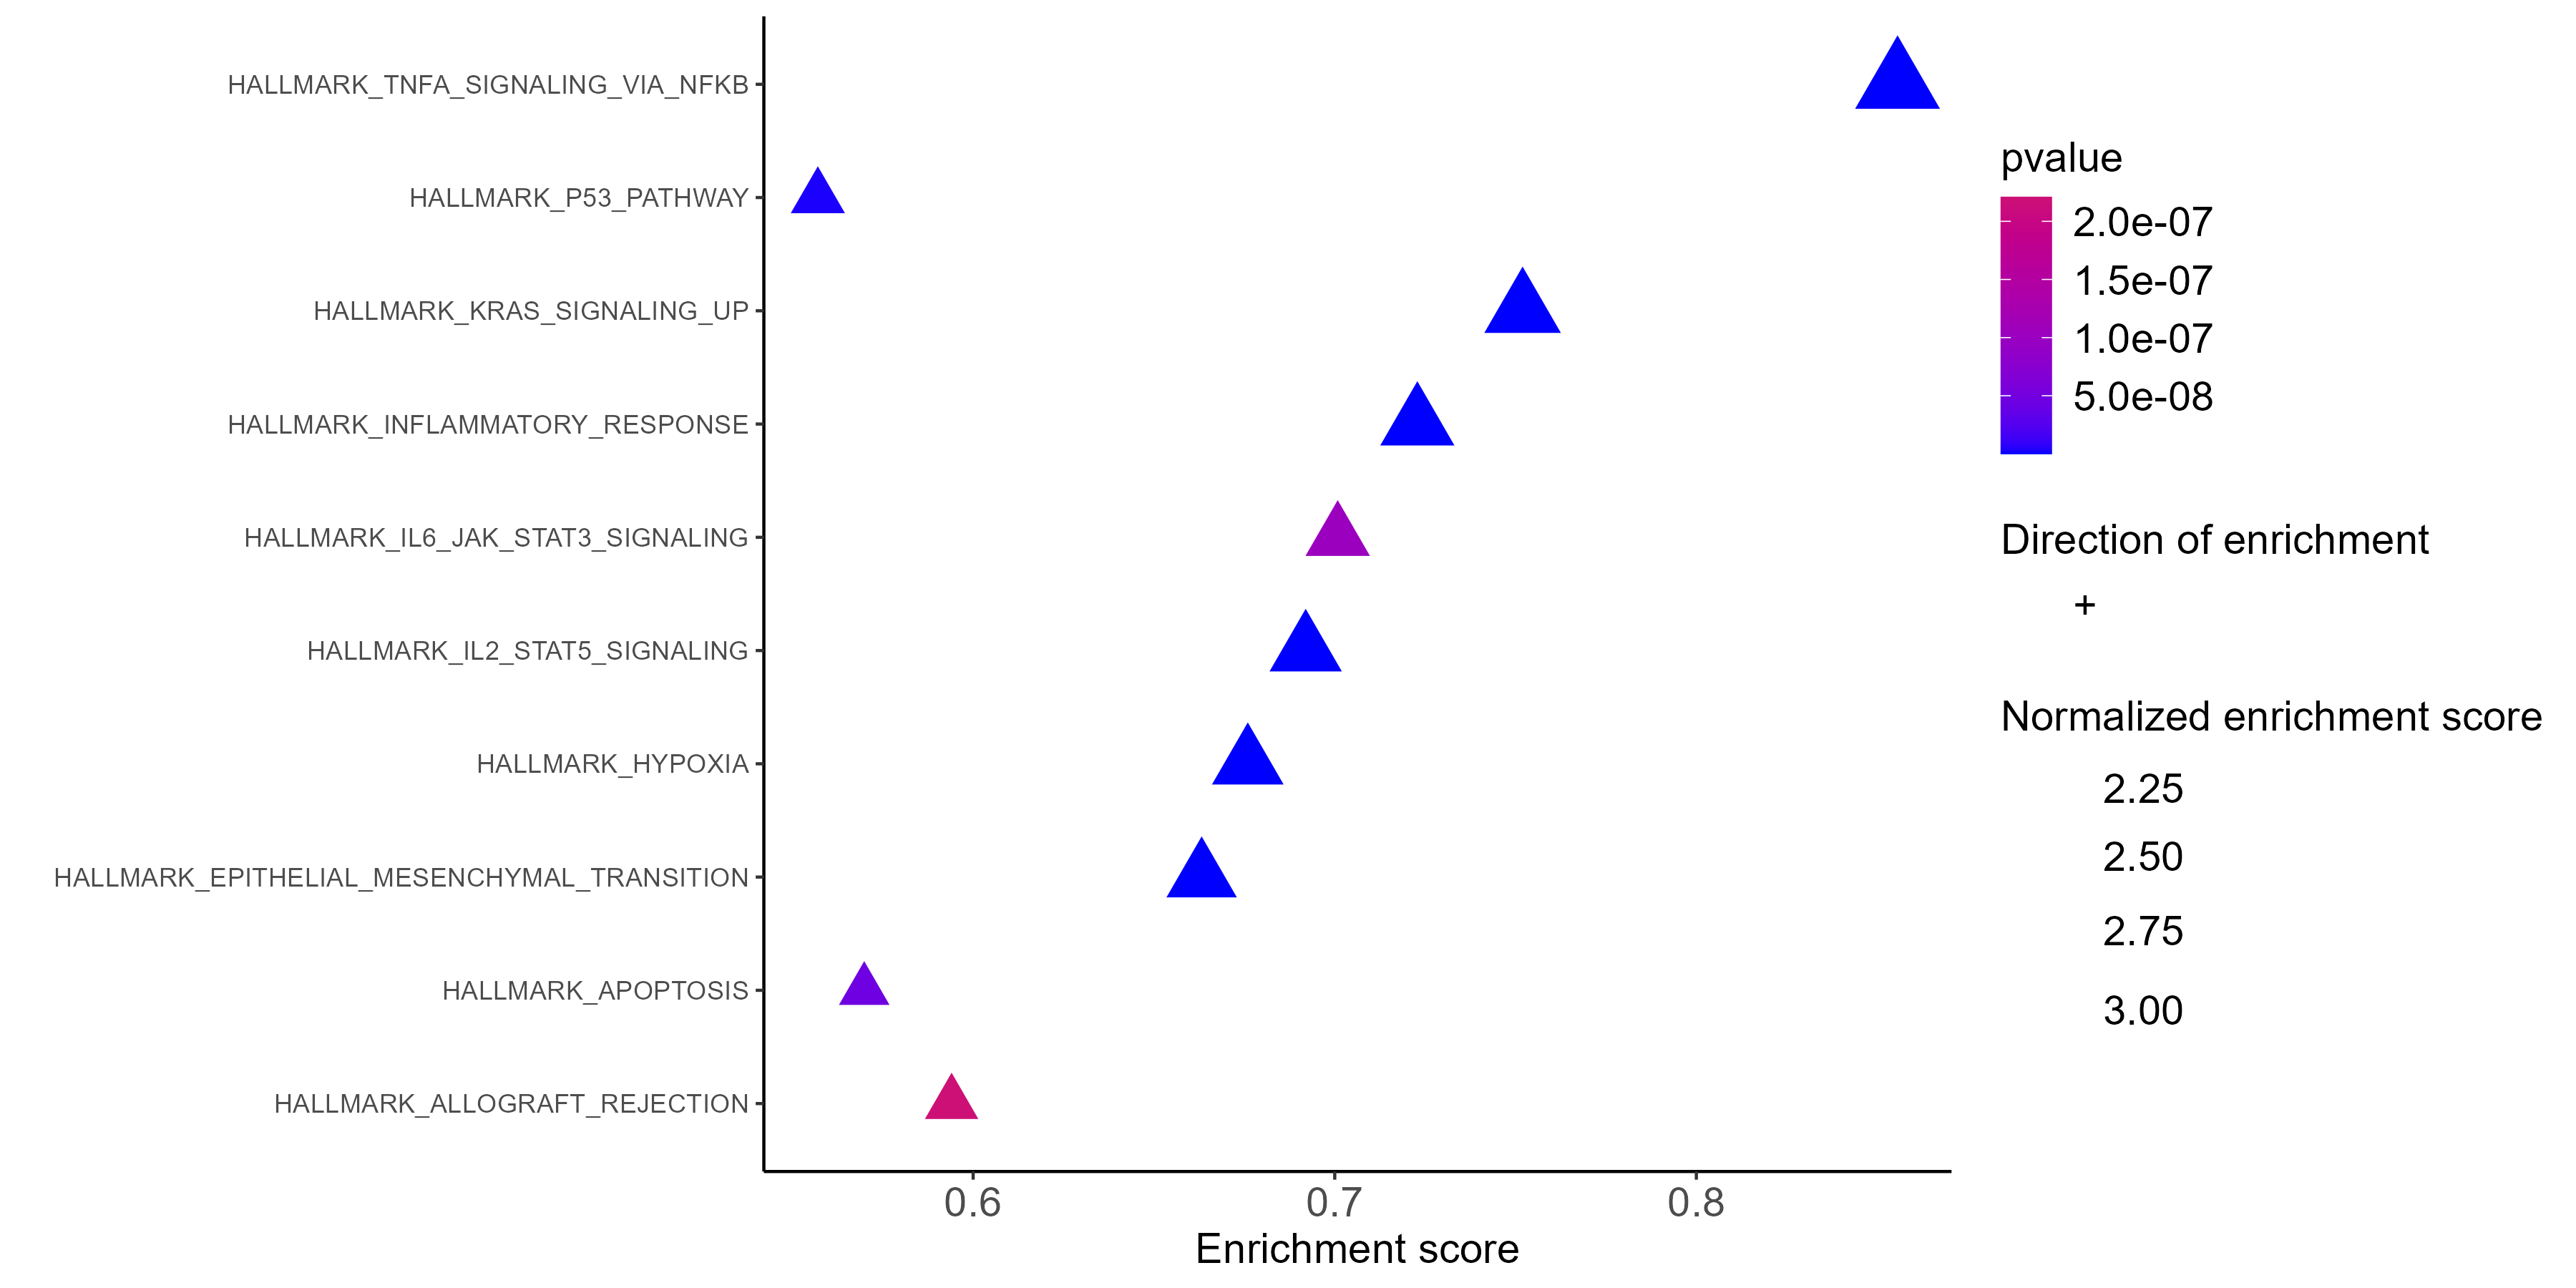 HALLMARK_TNFA_SIGNALING_VIA_NFKB
HALLMARK_P53_PATHWAY
HALLMARK_KRAS_SIGNALING_UP
HALLMARK_INFLAMMATORY_RESPONSE
HALLMARK_IL6_JAK_STAT3_SIGNALING
HALLMARK_IL2_STAT5_SIGNALING
HALLMARK_HYPOXIA
HALLMARK_EPITHELIAL_MESENCHYMAL_TRANSITION
HALLMARK_APOPTOSIS
HALLMARK_ALLOGRAFT_REJECTION
0.6 0.7 0.8
Enrichment score
pvalue
2.0e-07
1.5e-07
1.0e-07
5.0e-08
Direction of enrichment
+
Normalized enrichment score
2.25
2.50
2.75
3.00